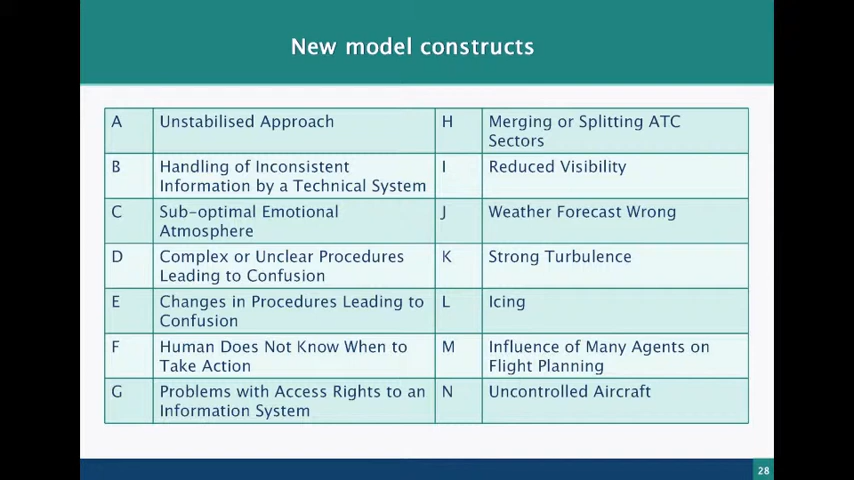 New model constructs
A Unstabilised Approach
H Merging or Splitting ATC
Sectors
B Handling of Inconsistent
Information by a Technical System
I Reduced Visibility
C Sub-optimal Emotional
Atmosphere
J Weather Forecast Wrong
D Complex or Unclear Procedures
Leading to Confusion
K Strong Turbulence
E Changes in Procedures Leading to
Confusion
L Icing
F Human Does Not Know When to
Take Action
M Influence of Many Agents on
Flight Planning
G Problems with Access Rights to an
Information System
N Uncontrolled Aircraft
28